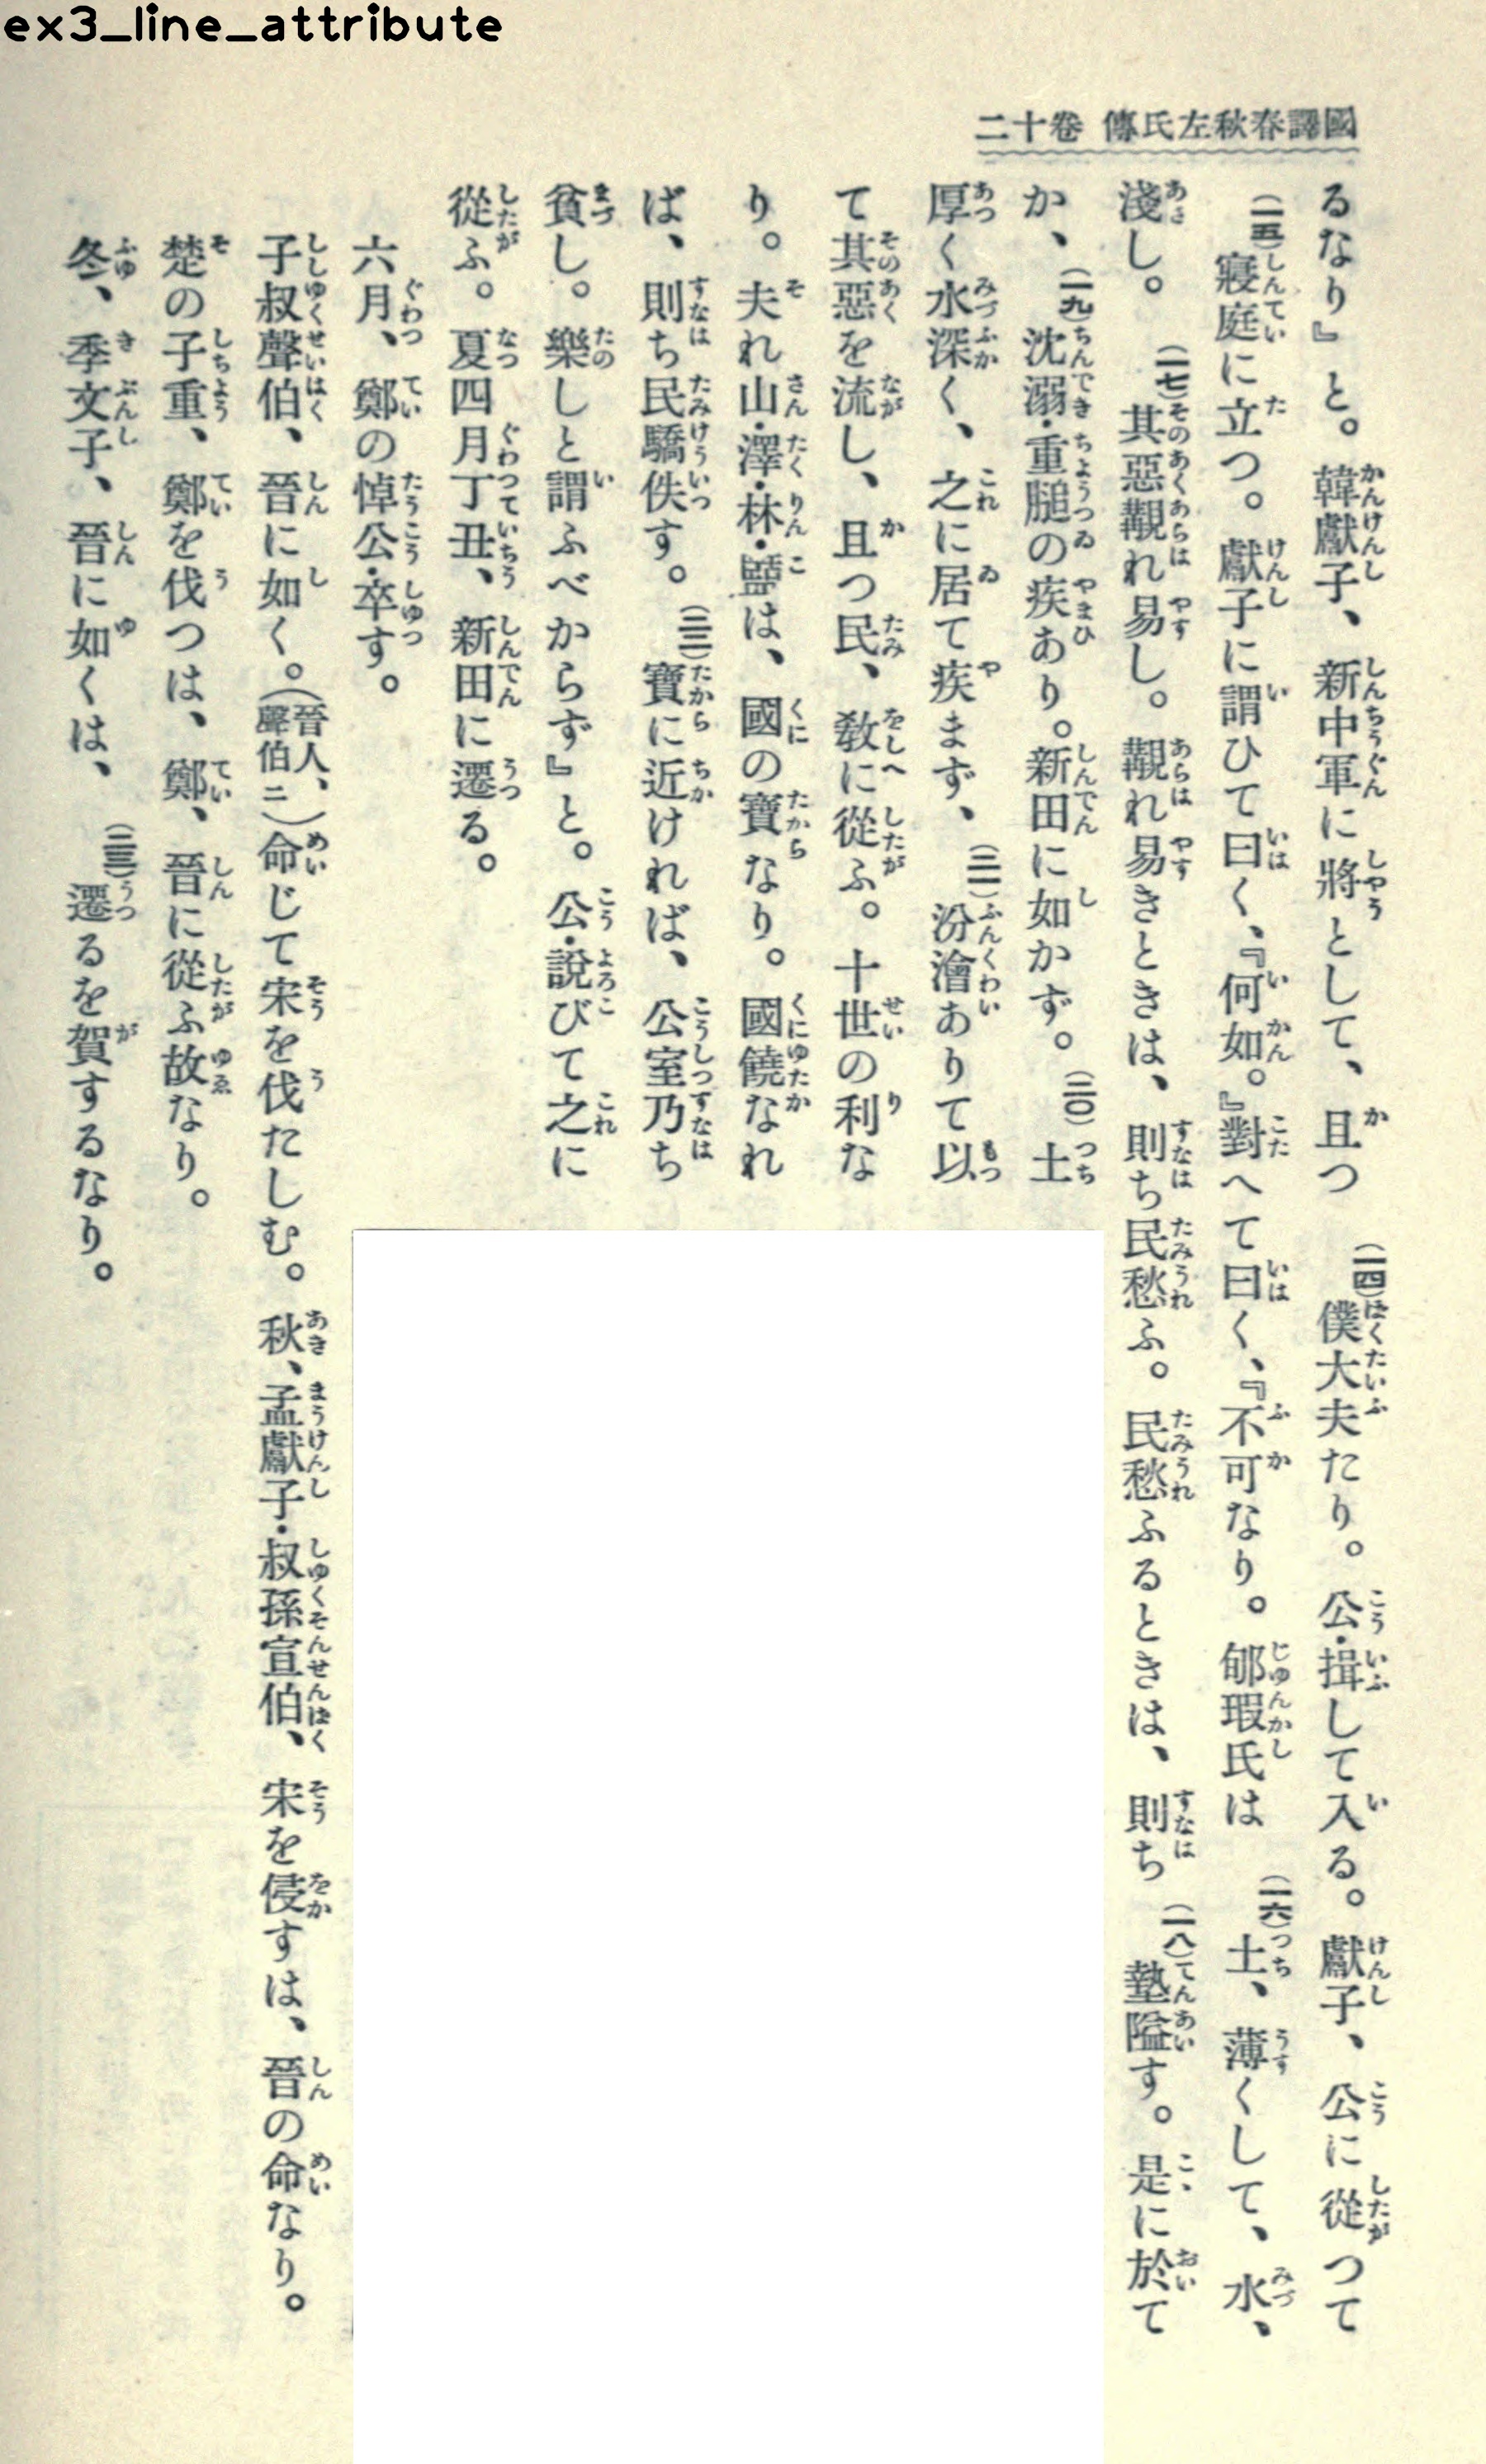 ex3_line_attribute
國譯春秋左氏傳 卷十二
るなり』と。韓獻子、新中軍に將として、且つ(一四)僕大夫たり。公・揖して入る。獻子、公に從つて
(一五)寢庭に立つ。獻子に謂ひて曰く、『何如。』對へて曰く、『不可なり。郇瑕氏は(一六)土、薄くして、水、
淺し。(一七)其惡覯れ易し。覯れ易きときは、則ち民愁ふ。民愁ふるときは、則ち(一八)墊隘す。是に於て
か、(一九)沈溺・重膇の疾あり。新田に如かず。(二〇)土
厚く水深く、之に居て疾まず、(二一)汾澮ありて以
て其惡を流し、且つ民、敎に從ふ。十世の利な
り。夫れ山・澤・林・盬は、國の寶なり。國饒なれ
ば、則ち民驕佚す。(二二)寶に近ければ、公室乃ち
貧し。樂しと謂ふべからず』と。公・說びて之に
從ふ。夏四月丁丑、新田に遷る。
六月、鄭の悼公・卒す。
子叔聲伯、晉に如く。(晉人、聲伯ニ)命じて宋を伐たしむ。秋、孟獻子・叔孫宣伯、宋を侵すは、晉の命なり。
楚の子重、鄭を伐つは、鄭、晉に從ふ故なり。
冬、季文子、晉に如くは、(二三)遷るを賀するなり。